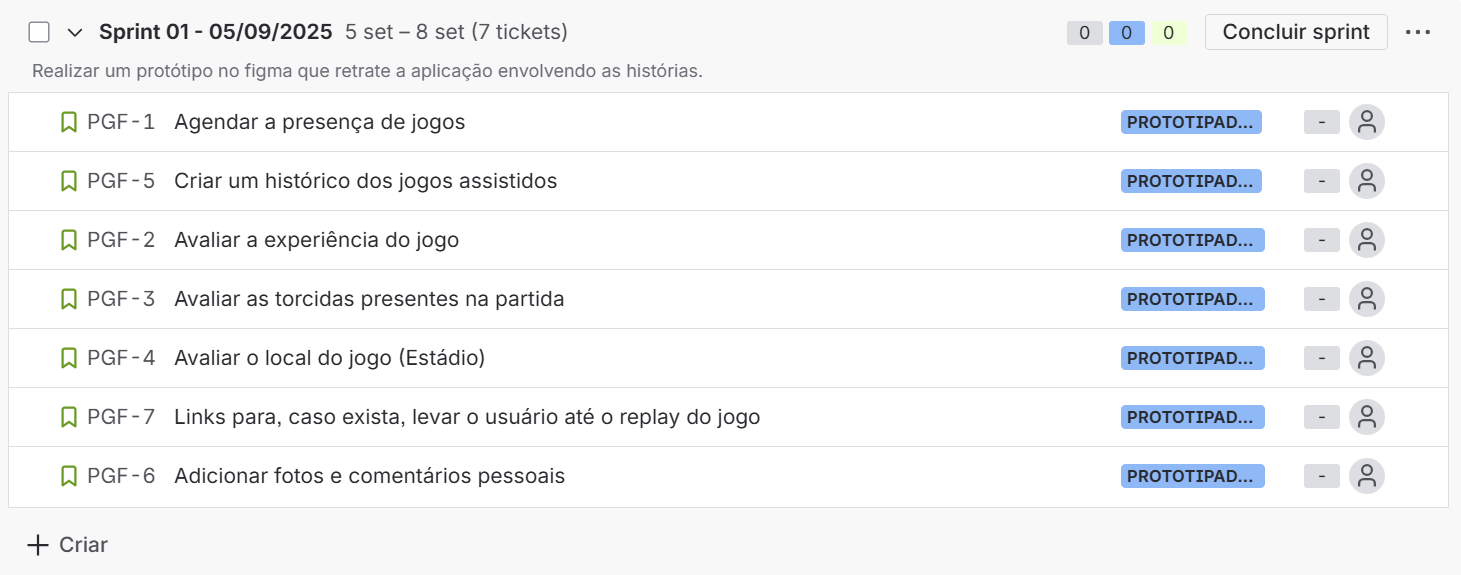 Sprint 01 - 05/09/2025 5 set – 8 set (7 tickets) 0 0 0 Concluir sprint
Realizar um protótipo no figma que retrate a aplicação envolvendo as histórias.
PGF-1 Agendar a presença de jogos PROTOTIPAD... -
PGF-5 Criar um histórico dos jogos assistidos PROTOTIPAD... -
PGF-2 Avaliar a experiência do jogo PROTOTIPAD... -
PGF-3 Avaliar as torcidas presentes na partida PROTOTIPAD... -
PGF-4 Avaliar o local do jogo (Estádio) PROTOTIPAD... -
PGF-7 Links para, caso exista, levar o usuário até o replay do jogo PROTOTIPAD... -
PGF-6 Adicionar fotos e comentários pessoais PROTOTIPAD... -
Criar